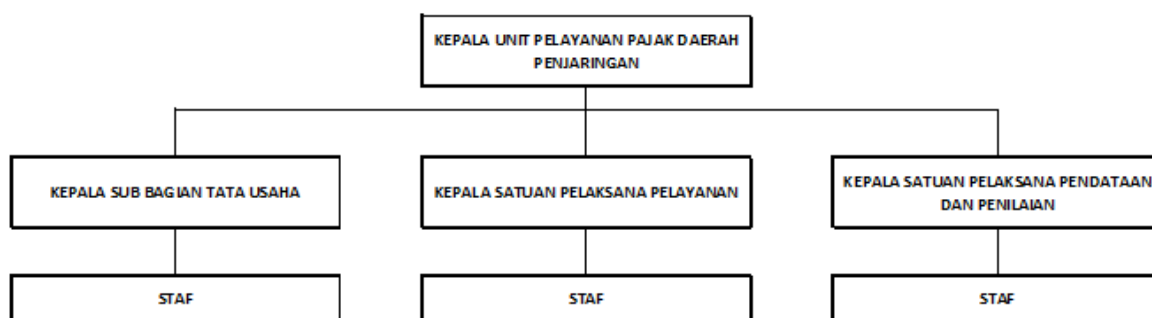 KEPALA UNIT PELAYANAN PAJAK DAERAH
PENJARINGAN
KEPALA SUB BAGIAN TATA USAHA
KEPALA SATUAN PELAKSANA PELAYANAN
KEPALA SATUAN PELAKSANA PENDATAAN
DAN PENILAIAN
STAF
STAF
STAF